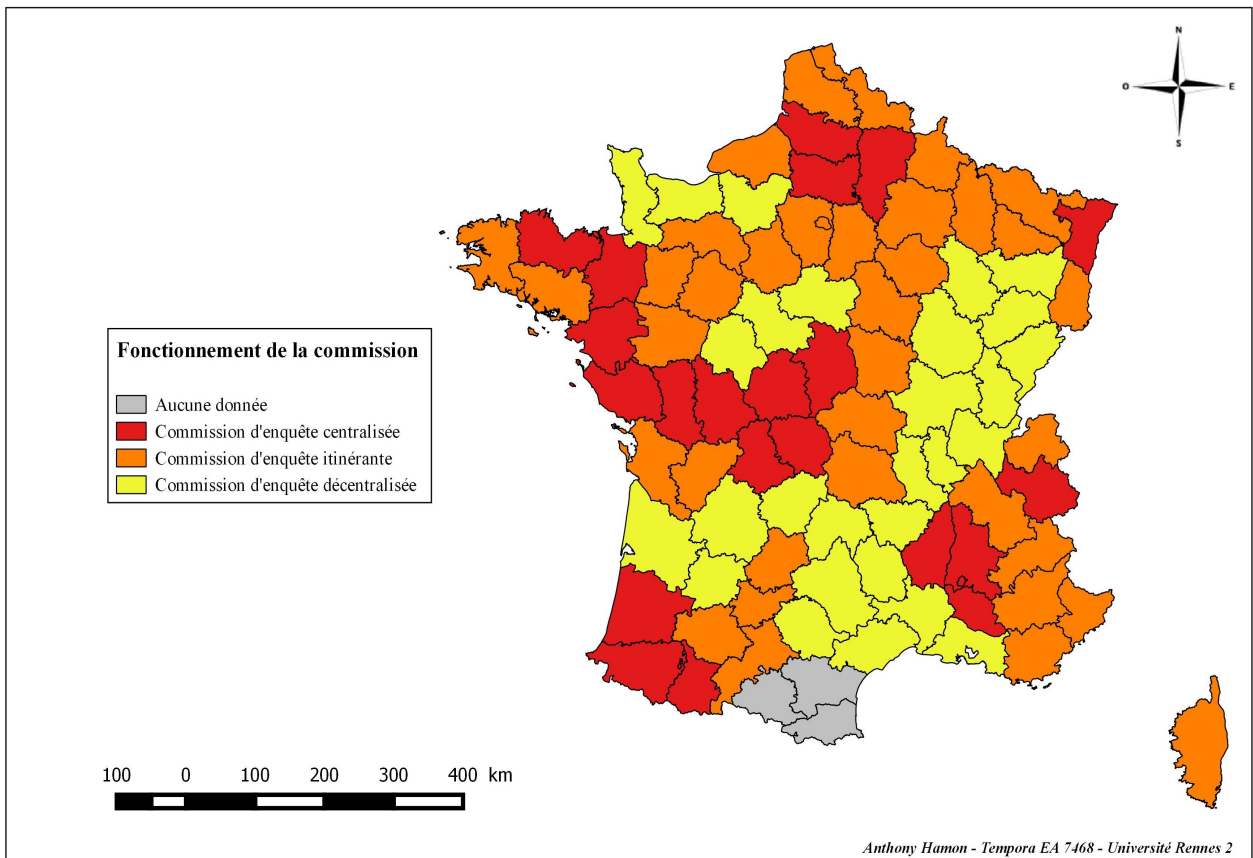 N
O
E
S
Fonctionnement de la commission
Aucune donnée
Commission d'enquête centralisée
Commission d'enquête itinérante
Commission d'enquête décentralisée
100 0 100 200 300 400 km
Anthony Hamon - Tempora EA 7468 - Université Rennes 2